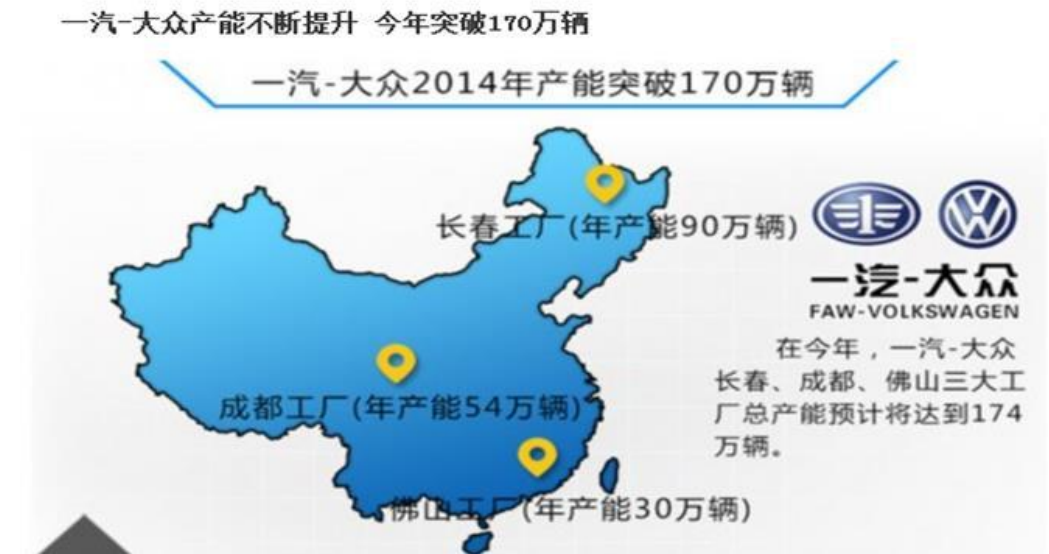 一汽-大众产能不断提升 今年突破170万辆
一汽-大众2014年产能突破170万辆
长春工厂(年产能90万辆)
一汽-大众
FAW-VOLKSWAGEN
在今年，一汽-大众
长春、成都、佛山三大工
厂总产能预计将达到174
万辆。
成都工厂(年产能54万辆)
佛山工厂(年产能30万辆)